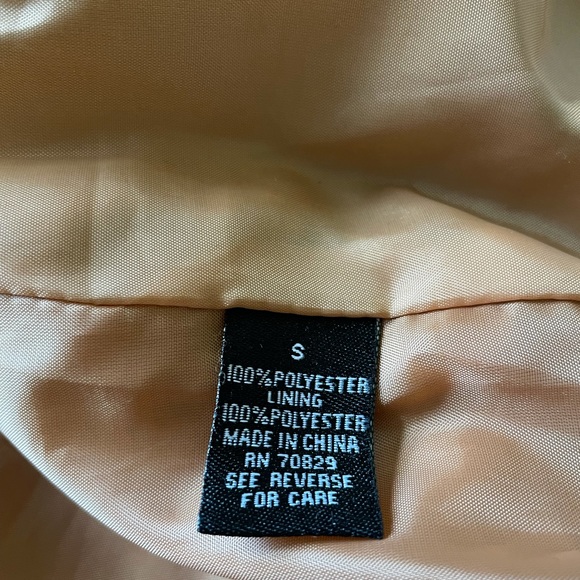 S
100% POLYESTER
LINING
100% POLYESTER
MADE IN CHINA
RN 70829
SEE REVERSE
FOR CARE